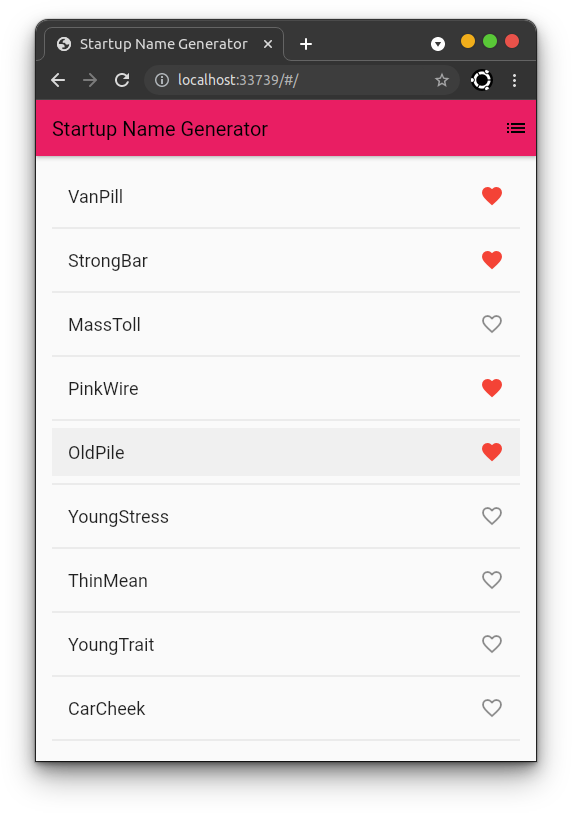 Startup Name Generator
localhost:33739/#/
Startup Name Generator
VanPill
StrongBar
MassToll
PinkWire
OldPile
YoungStress
ThinMean
YoungTrait
CarCheek